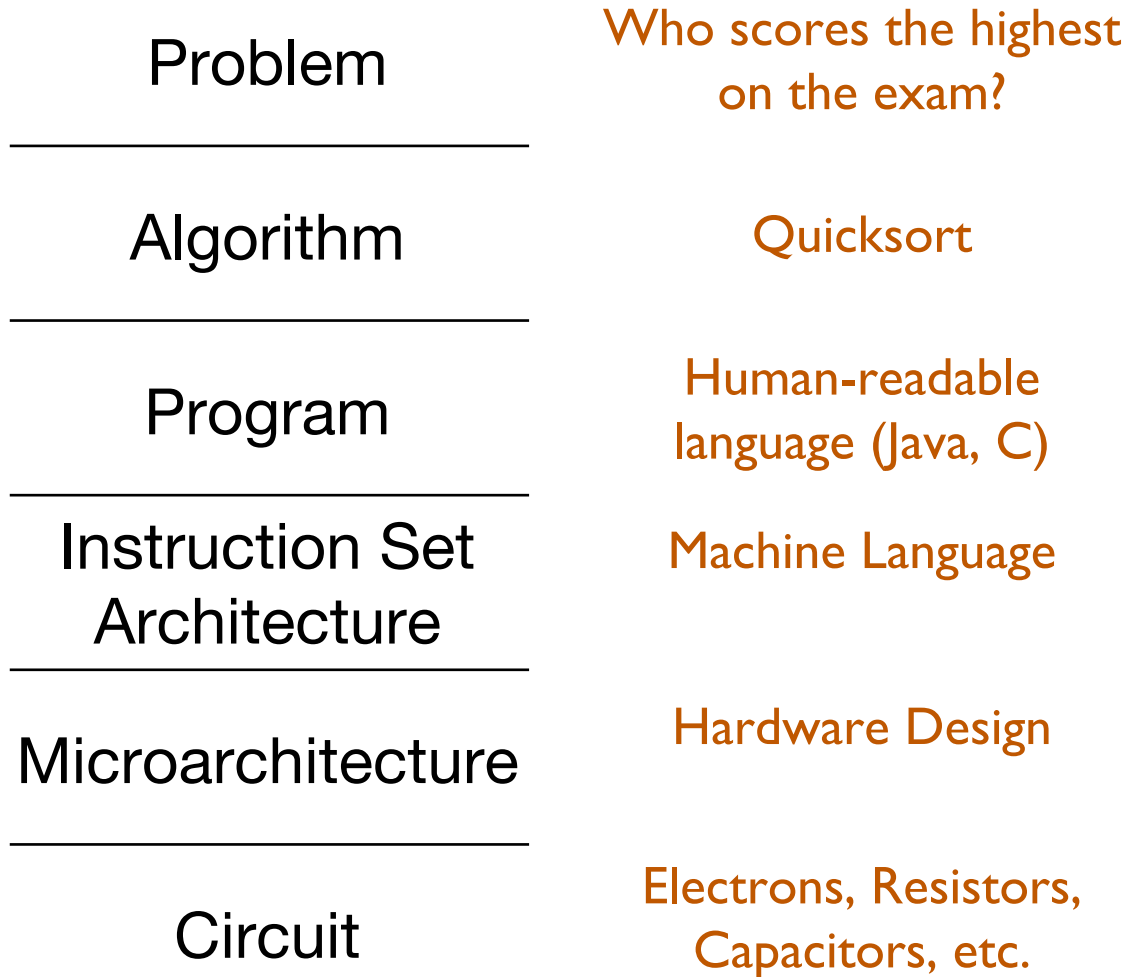 Problem
Who scores the highest
on the exam?
Algorithm
Quicksort
Program
Human-readable
language (Java, C)
Instruction Set
Architecture
Machine Language
Microarchitecture
Hardware Design
Circuit
Electrons, Resistors,
Capacitors, etc.